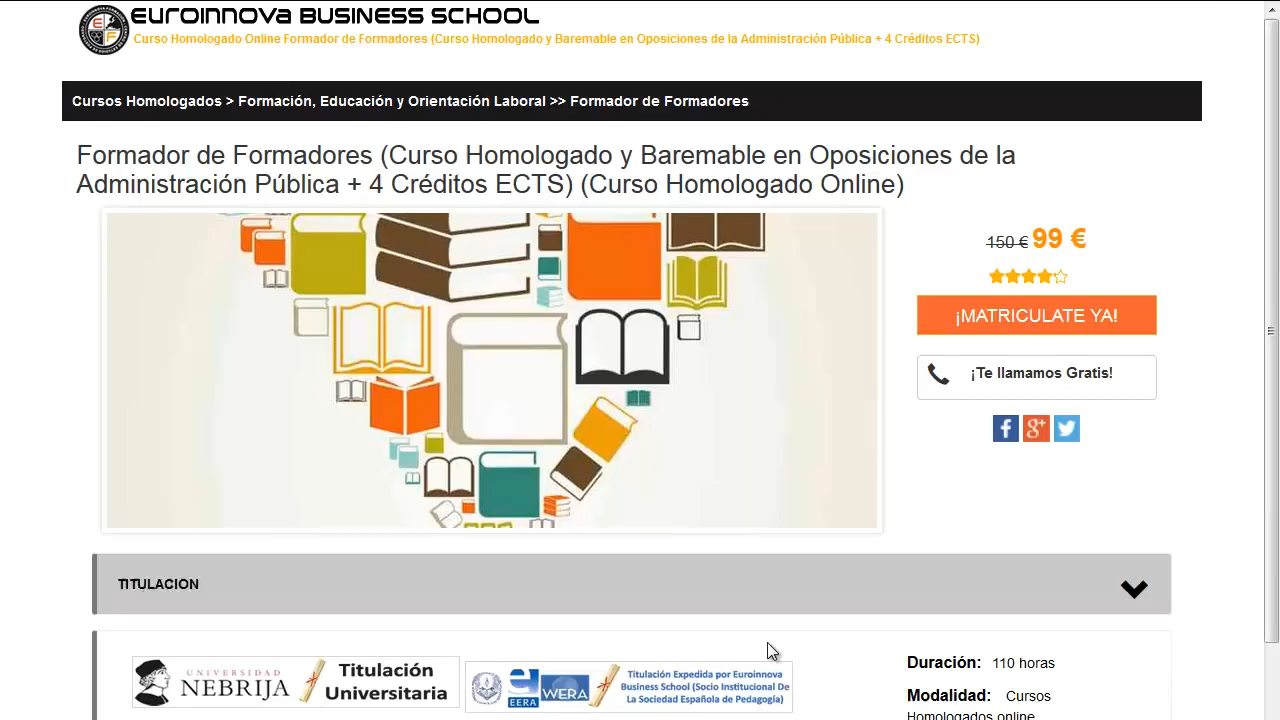 EUROINNOVA BUSINESS SCHOOL
Curso Homologado Online Formador de Formadores (Curso Homologado y Baremable en Oposiciones de la Administración Pública + 4 Créditos ECTS)
Cursos Homologados > Formación, Educación y Orientación Laboral >> Formador de Formadores
Formador de Formadores (Curso Homologado y Baremable en Oposiciones de la
Administración Pública + 4 Créditos ECTS) (Curso Homologado Online)
150 € 99 €
¡MATRICULATE YA!
¡Te llamamos Gratis!
TITULACION
UNIVERSIDAD
NEBRIJA
Titulación
Universitaria
EERA
WERA
Titulación Expedida por Euroinnova
Business School (Socio Institucional De
La Sociedad Española de Pedagogía)
Duración: 110 horas
Modalidad: Cursos
Homologados online